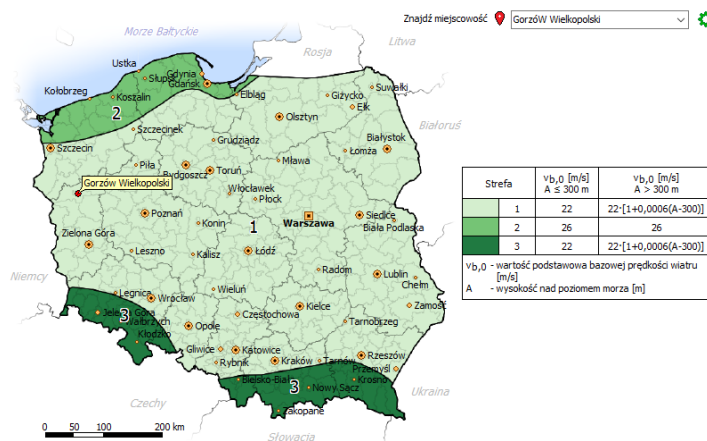 Znajdź miejscowość
GorzóW Wielkopolski
Morze Bałtyckie
Rosja
Litwa
Ustka
Słupsk
Gdynia
Gdańsk
Kołobrzeg
Koszalin
Elbląg
Giżycko
Suwałki
Ełk
2
Olsztyn
Białoruś
Szczecinek
Grudziądz
Białystok
Szczecin
Łomża
Piła
Bydgoszcz
Toruń
Mława
Gorzów Wielkopolski
Włocławek
Płock
Poznań
Konin
1
Warszawa
Siedlce
Biała Podlaska
Zielona Góra
Leszno
Kalisz
Łódź
Niemcy
Radom
Lublin
Chełm
Legnica
Wrocław
Wieluń
Jelenia Góra
3
Wałbrzych
Kłodzko
Opole
Częstochowa
Kielce
Zamość
Tarnobrzeg
Gliwice
Katowice
Rybnik
Kraków
Tarnów
Rzeszów
Przemyśl
Bielsko-Biała
3
Nowy Sącz
Krosno
Zakopane
Ukraina
Czechy
Słowacja
0 50 100 200 km
Strefa
vb,0 [m/s]
A ≤ 300 m
vb,0 [m/s]
A > 300 m
1 22 22·[1+0,0006(A-300)]
2 26 26
3 22 22·[1+0,0006(A-300)]
vb,0 - wartość podstawowa bazowej prędkości wiatru
[m/s]
A - wysokość nad poziomem morza [m]